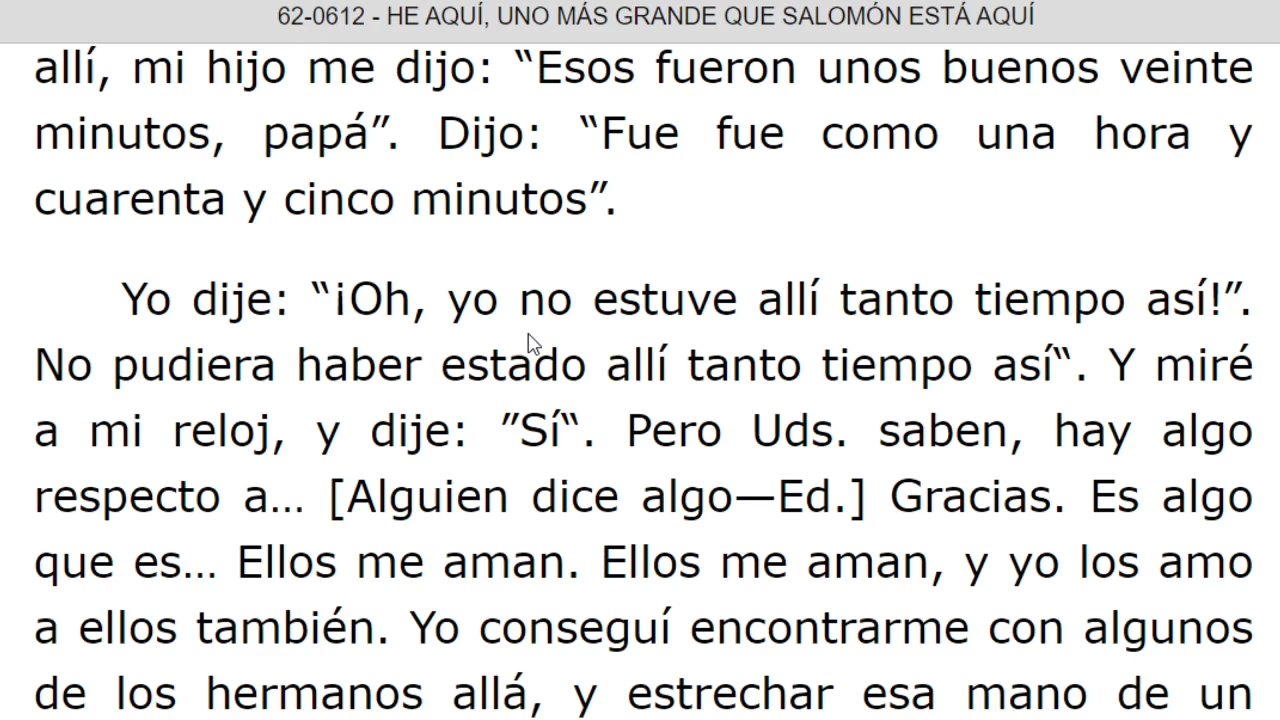 62-0612 - HE AQUÍ, UNO MÁS GRANDE QUE SALOMÓN ESTÁ AQUÍ
allí, mi hijo me dijo: “Esos fueron unos buenos veinte
minutos, papá”. Dijo: “Fue fue como una hora y
cuarenta y cinco minutos”.
Yo dije: “¡Oh, yo no estuve allí tanto tiempo así!”.
No pudiera haber estado allí tanto tiempo así“. Y miré
a mi reloj, y dije: ”Sí“. Pero Uds. saben, hay algo
respecto a… [Alguien dice algo—Ed.] Gracias. Es algo
que es… Ellos me aman. Ellos me aman, y yo los amo
a ellos también. Yo conseguí encontrarme con algunos
de los hermanos allá, y estrechar esa mano de un